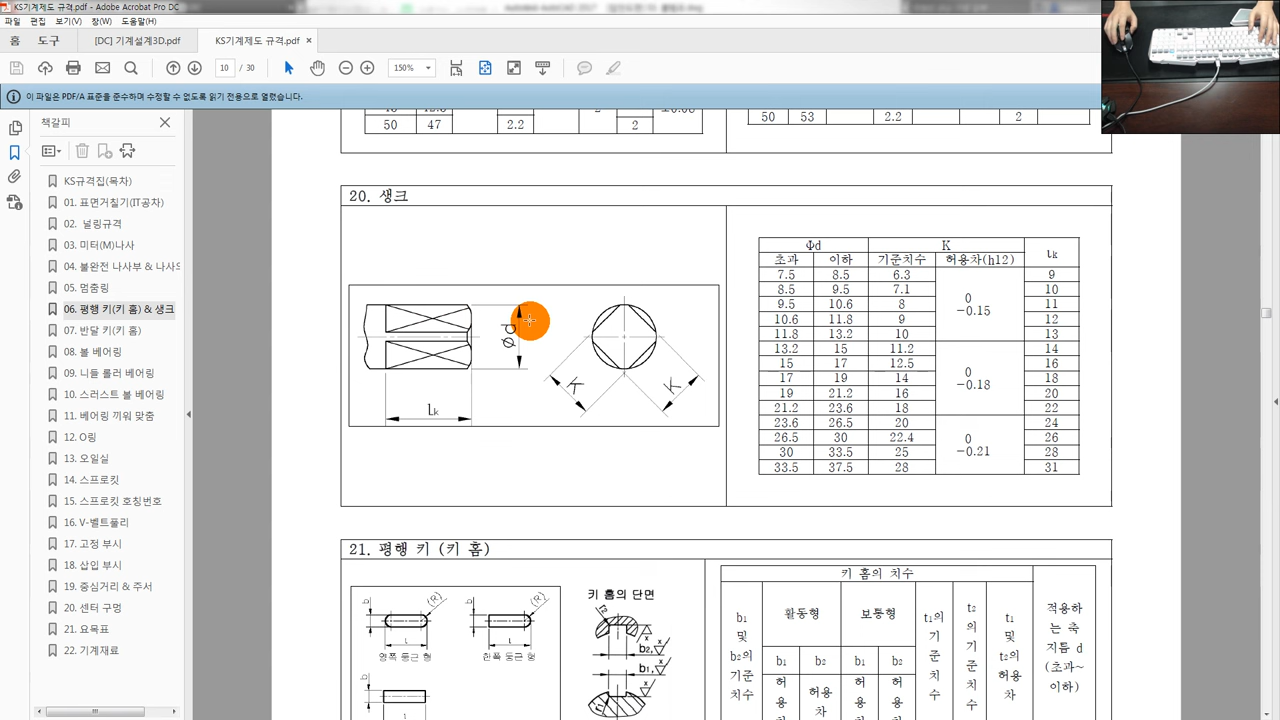 KS기계제도 규격.pdf - Adobe Acrobat Pro DC
파일 편집 보기(V) 창(W) 도움말(H)
홈 도구 [DC] 기계설계3D.pdf KS기계제도 규격.pdf ×
10 / 30 150%
이 파일은 PDF/A 표준을 준수하며 수정할 수 없도록 읽기 전용으로 열렸습니다.
책갈피
KS규격집(목차)
01. 표면거칠기(IT공차)
02. 널링규격
03. 미터(M)나사
04. 불완전 나사부 & 나사의
05. 멈춤링
06. 평행 키(키 홈) & 생크
07. 반달 키(키 홈)
08. 볼 베어링
09. 니들 롤러 베어링
10. 스러스트 볼 베어링
11. 베어링 끼워 맞춤
12. O링
13. 오일실
14. 스프로킷
15. 스프로킷 호칭번호
16. V-벨트풀리
17. 고정 부시
18. 삽입 부시
19. 중심거리 & 주서
20. 센터 구멍
21. 요목표
22. 기계재료
50 47 2.2 2
50 53 2.2 2
20. 생크
Φd
K K
lk
Φd K lk
초과 이하 기준치수 허용차(h12)
7.5 8.5 6.3 9
8.5 9.5 7.1 10
9.5 10.6 8 0 -0.15 11
10.6 11.8 9 12
11.8 13.2 10 13
13.2 15 11.2 14
15 17 12.5 16
17 19 14 0 -0.18 18
19 21.2 16 20
21.2 23.6 18 22
23.6 26.5 20 24
26.5 30 22.4 0 -0.21 26
30 33.5 25 28
33.5 37.5 28 31
21. 평행 키 (키 홈)
b (R) b (R)
l l
양쪽 둥근 형 한쪽 둥근 형
b
l
키 홈의 단면
r2
b2,
b1,
키 홈의 치수
b1 및 b2의 기준 치수
활동형 보통형
b1 b2 b1 b2
허용 허용차 허용 허용
t1의 기준 치수
t2의 기준 치수
t1 및 t2의 허용차
적용하는 축 지름 d (초과~이하)